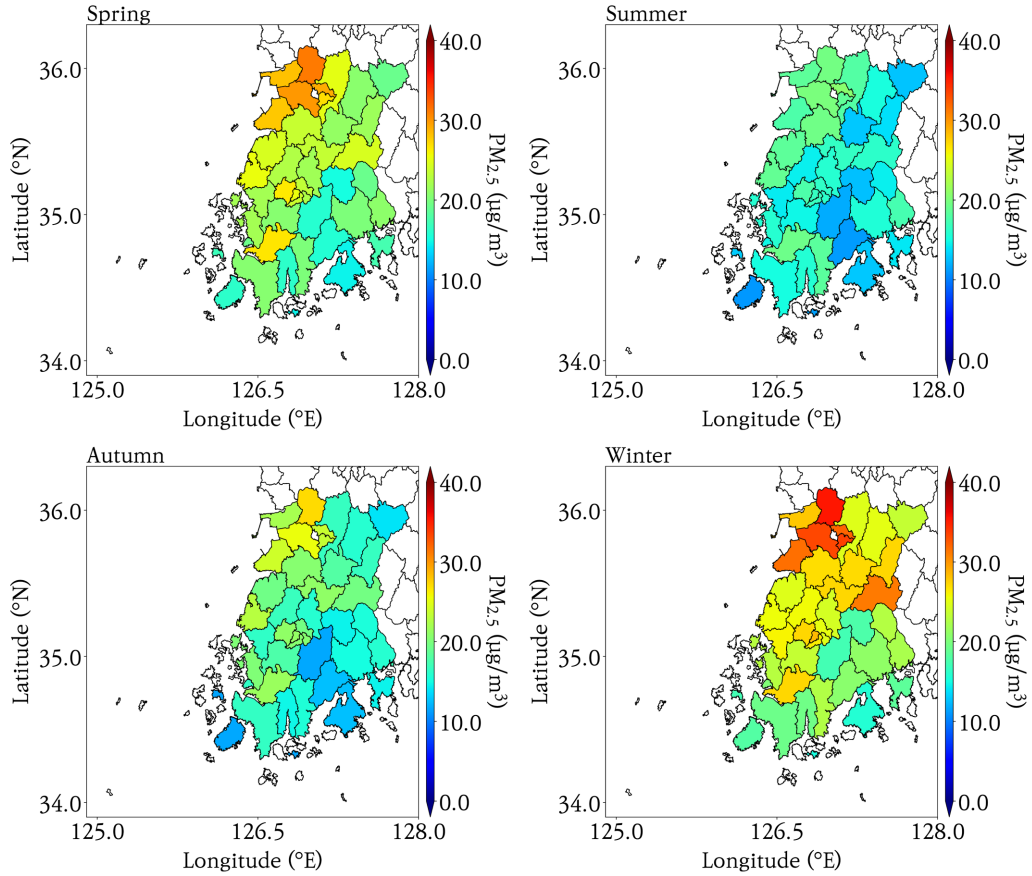 Spring
36.0
35.0
34.0
125.0 126.5 128.0
Longitude (°E)
Latitude (°N)
40.0
30.0
20.0
10.0
0.0
PM2.5 (μg/m³)
Summer
36.0
35.0
34.0
126.5 128.0
125.0
Longitude (°E)
Latitude (°N)
40.0
30.0
20.0
10.0
0.0
PM2.5 (μg/m³)
Autumn
36.0
35.0
34.0
125.0 126.5 128.0
Longitude (°E)
Latitude (°N)
40.0
30.0
20.0
10.0
0.0
PM2.5 (μg/m³)
Winter
36.0
35.0
34.0
125.0 126.5 128.0
Longitude (°E)
Latitude (°N)
40.0
30.0
20.0
10.0
0.0
PM2.5 (μg/m³)